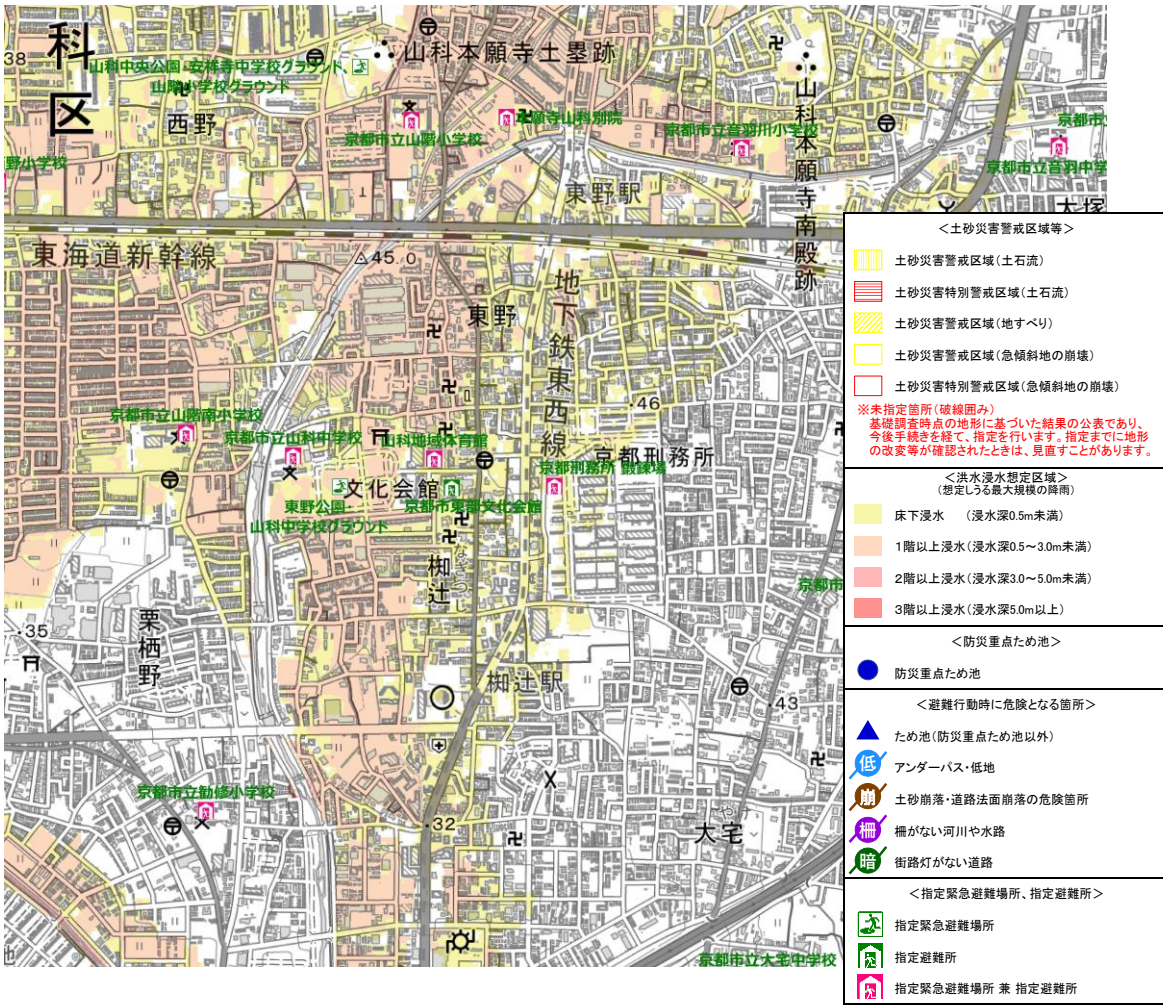 科
区
38
山科本願寺土塁跡
山科中央公園・安祥寺中学校グラウンド、
山階小学校グラウンド
西野
京都市立山階小学校
本願寺山科別院
京都市立音羽川小学校
山科本願寺南殿跡
京都市立音羽中学
野小学校
東野駅
大塚
東海道新幹線
45.0
地下鉄東西線
東野
46
京都市立山階南小学校
京都市立山科中学校
山科地域体育館
京都刑務所
京都刑務所 鍛錬場
文化会館
東野公園・
山科中学校グラウンド
京都市東部文化会館
椥辻
なぎつじ
京都市
栗栖野
35
椥辻駅
43
京都市立勧修小学校
32
大宅
おおやけ
京都市立大宅中学校
<土砂災害警戒区域等>
土砂災害警戒区域(土石流)
土砂災害特別警戒区域(土石流)
土砂災害警戒区域(地すべり)
土砂災害警戒区域(急傾斜地の崩壊)
土砂災害特別警戒区域(急傾斜地の崩壊)
※未指定箇所(破線囲み)
基礎調査時点の地形に基づいた結果の公表であり、
今後手続きを経て、指定を行います。指定までに地形
の改変等が確認されたときは、見直すことがあります。
<洪水浸水想定区域>
(想定しうる最大規模の降雨)
床下浸水 (浸水深0.5m未満)
1階以上浸水(浸水深0.5~3.0m未満)
2階以上浸水(浸水深3.0~5.0m未満)
3階以上浸水(浸水深5.0m以上)
<防災重点ため池>
防災重点ため池
<避難行動時に危険となる箇所>
ため池(防災重点ため池以外)
低 アンダーパス・低地
崩 土砂崩落・道路法面崩落の危険箇所
柵 柵がない河川や水路
暗 街路灯がない道路
<指定緊急避難場所、指定避難所>
指定緊急避難場所
指定避難所
指定緊急避難場所 兼 指定避難所